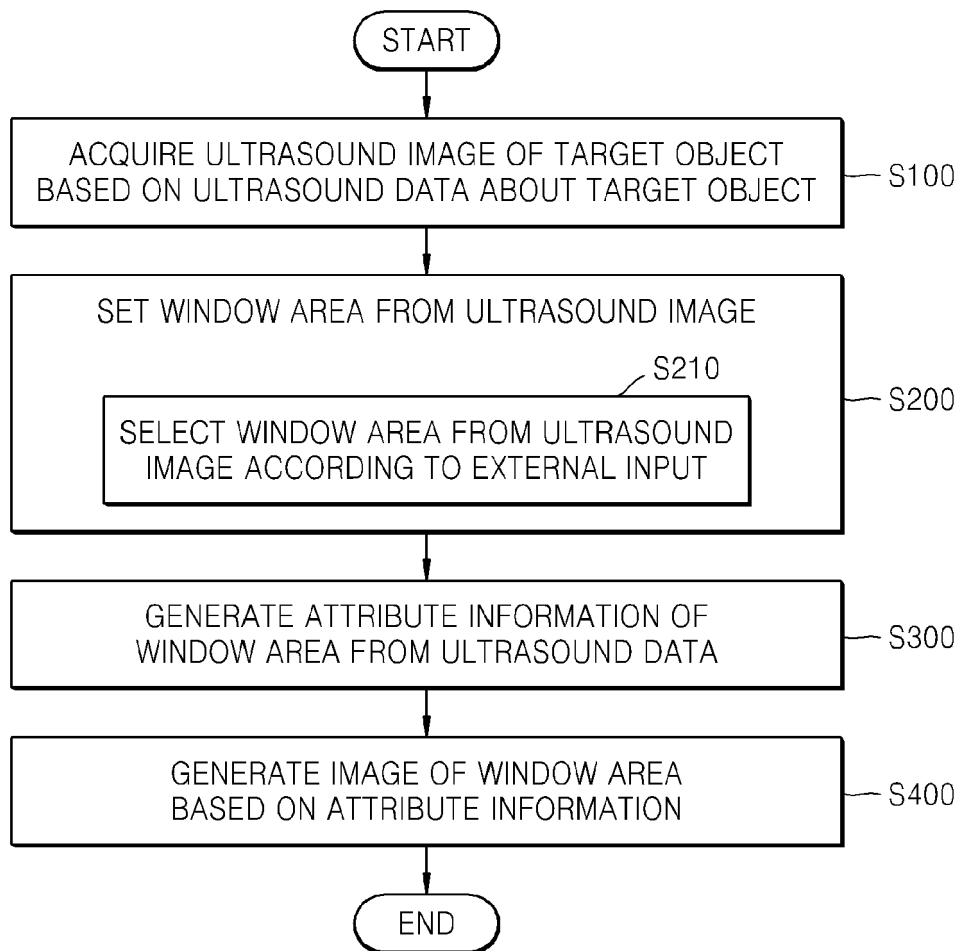 START
ACQUIRE ULTRASOUND IMAGE OF TARGET OBJECT
BASED ON ULTRASOUND DATA ABOUT TARGET OBJECT
S100
SET WINDOW AREA FROM ULTRASOUND IMAGE
S210
SELECT WINDOW AREA FROM ULTRASOUND
IMAGE ACCORDING TO EXTERNAL INPUT
S200
GENERATE ATTRIBUTE INFORMATION OF
WINDOW AREA FROM ULTRASOUND DATA
S300
GENERATE IMAGE OF WINDOW AREA
BASED ON ATTRIBUTE INFORMATION
S400
END